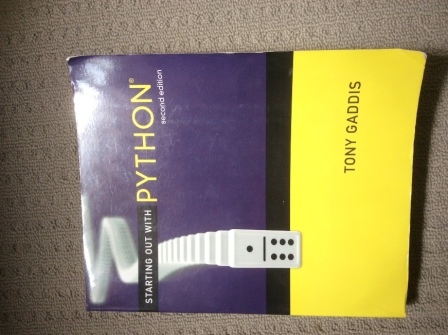 STARTING OUT WITH
PYTHON®
second edition
TONY GADDIS